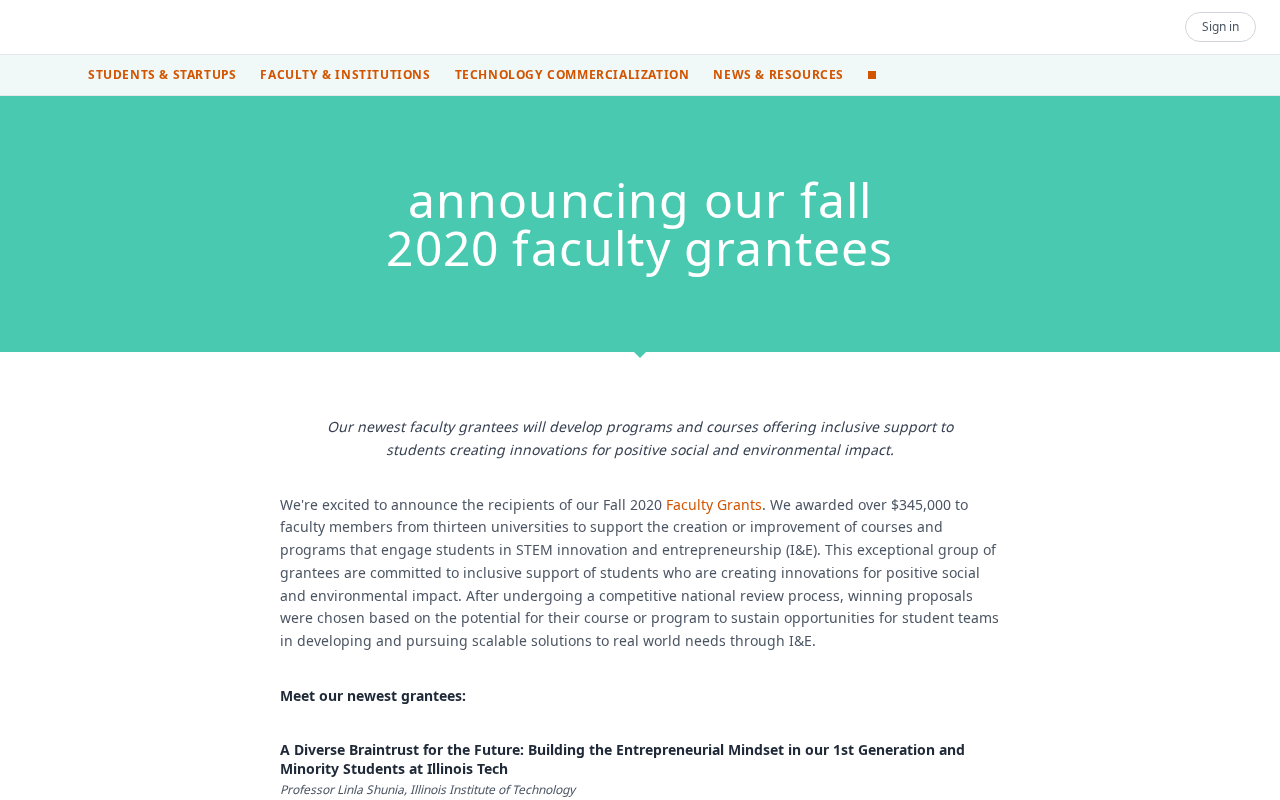 Sign in
STUDENTS & STARTUPS FACULTY & INSTITUTIONS TECHNOLOGY COMMERCIALIZATION NEWS & RESOURCES
announcing our fall
2020 faculty grantees
Our newest faculty grantees will develop programs and courses offering inclusive support to
students creating innovations for positive social and environmental impact.
We're excited to announce the recipients of our Fall 2020 Faculty Grants. We awarded over $345,000 to
faculty members from thirteen universities to support the creation or improvement of courses and
programs that engage students in STEM innovation and entrepreneurship (I&E). This exceptional group of
grantees are committed to inclusive support of students who are creating innovations for positive social
and environmental impact. After undergoing a competitive national review process, winning proposals
were chosen based on the potential for their course or program to sustain opportunities for student teams
in developing and pursuing scalable solutions to real world needs through I&E.
Meet our newest grantees:
A Diverse Braintrust for the Future: Building the Entrepreneurial Mindset in our 1st Generation and
Minority Students at Illinois Tech
Professor Linla Shunia, Illinois Institute of Technology